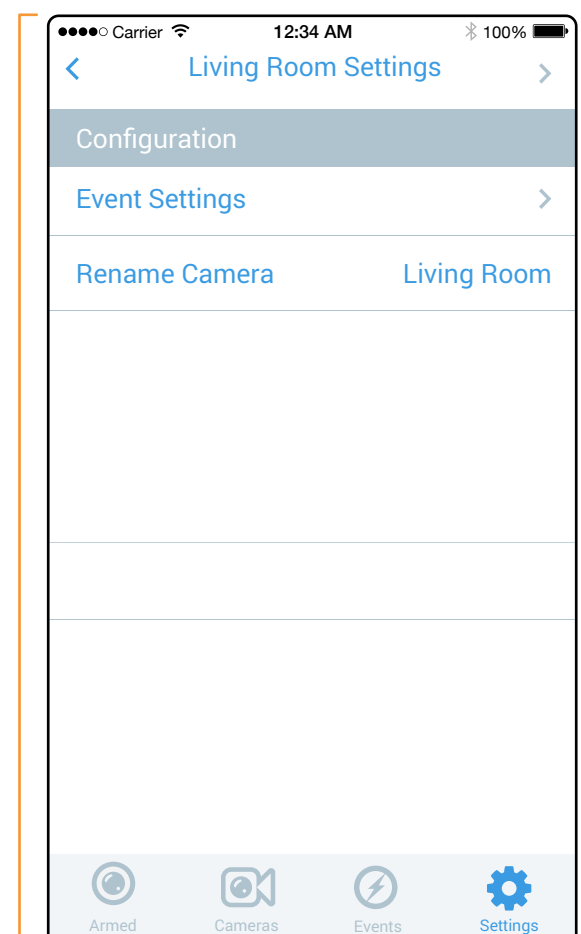 Carrier 12:34 AM 100%
Living Room Settings
Configuration
Event Settings
Rename Camera Living Room
Armed Cameras Events Settings